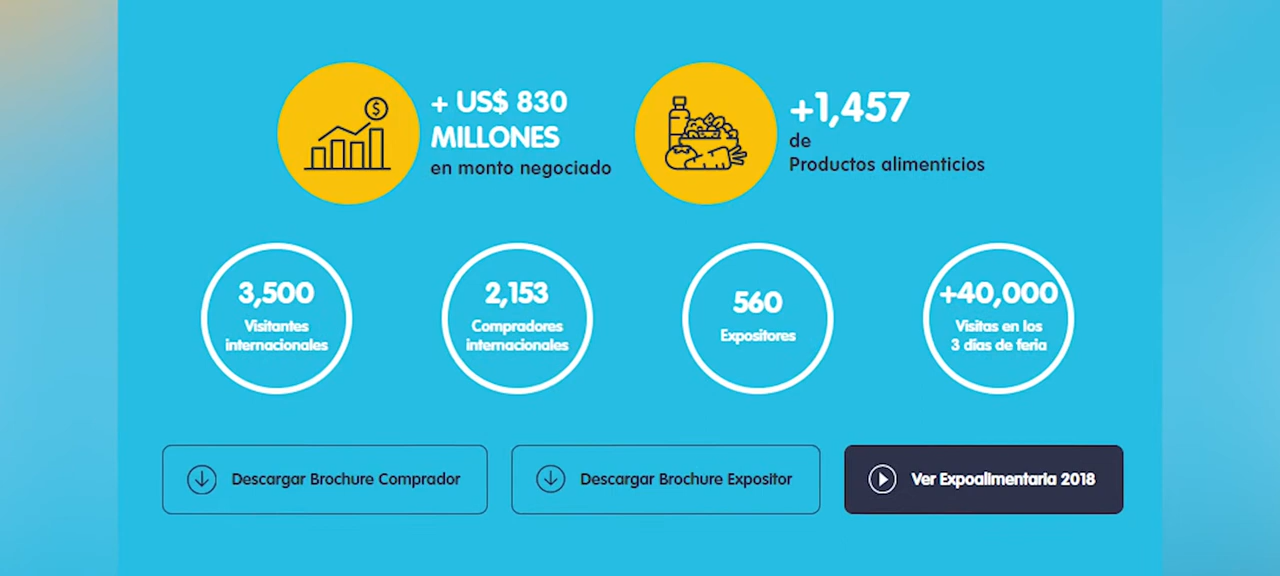 $
+ US$ 830
MILLONES
en monto negociado
+1,457
de
Productos alimenticios
3,500
Visitantes
internacionales
2,153
Compradores
internacionales
560
Expositores
+40,000
Visitas en los
3 días de feria
Descargar Brochure Comprador
Descargar Brochure Expositor
Ver Expoalimentaria 2018